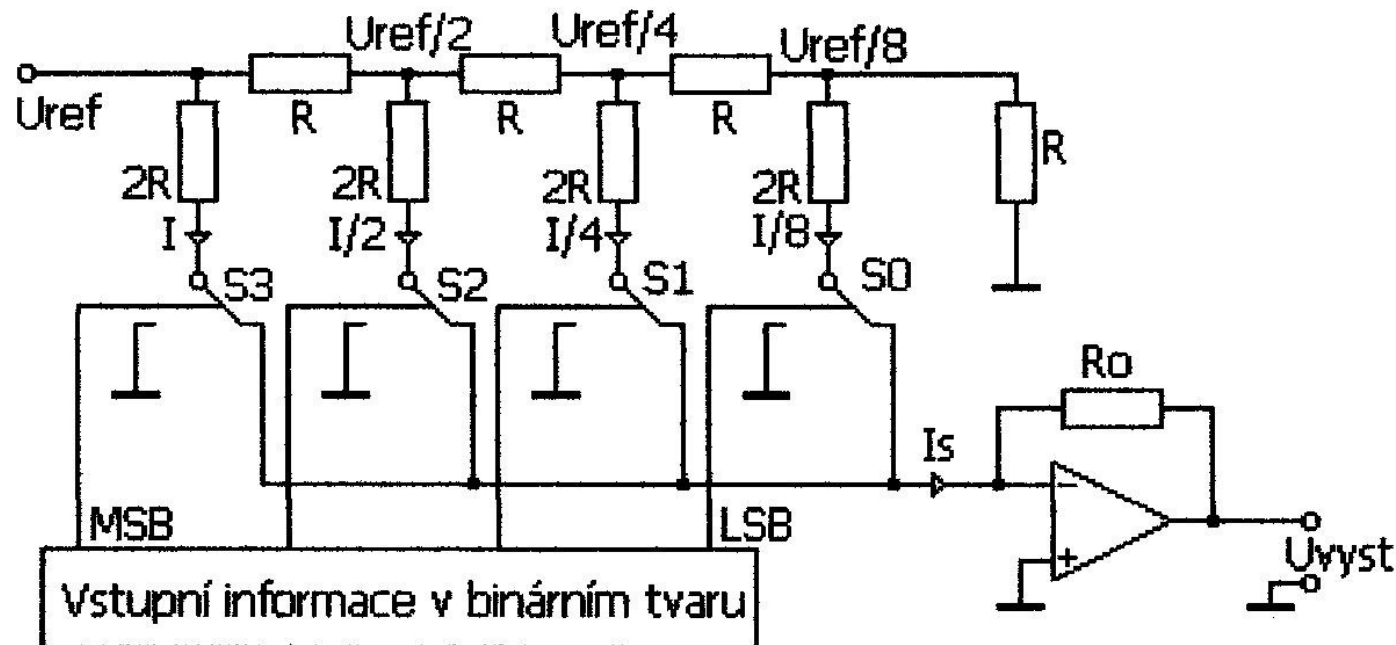 Uref/2
Uref/4
Uref/8
Uref
R
R
R
R
2R
2R
2R
2R
I
I/2
I/4
I/8
S3
S2
S1
S0
Ro
Is
MSB
LSB
−
+
Uvyst
Vstupní informace v binárním tvaru